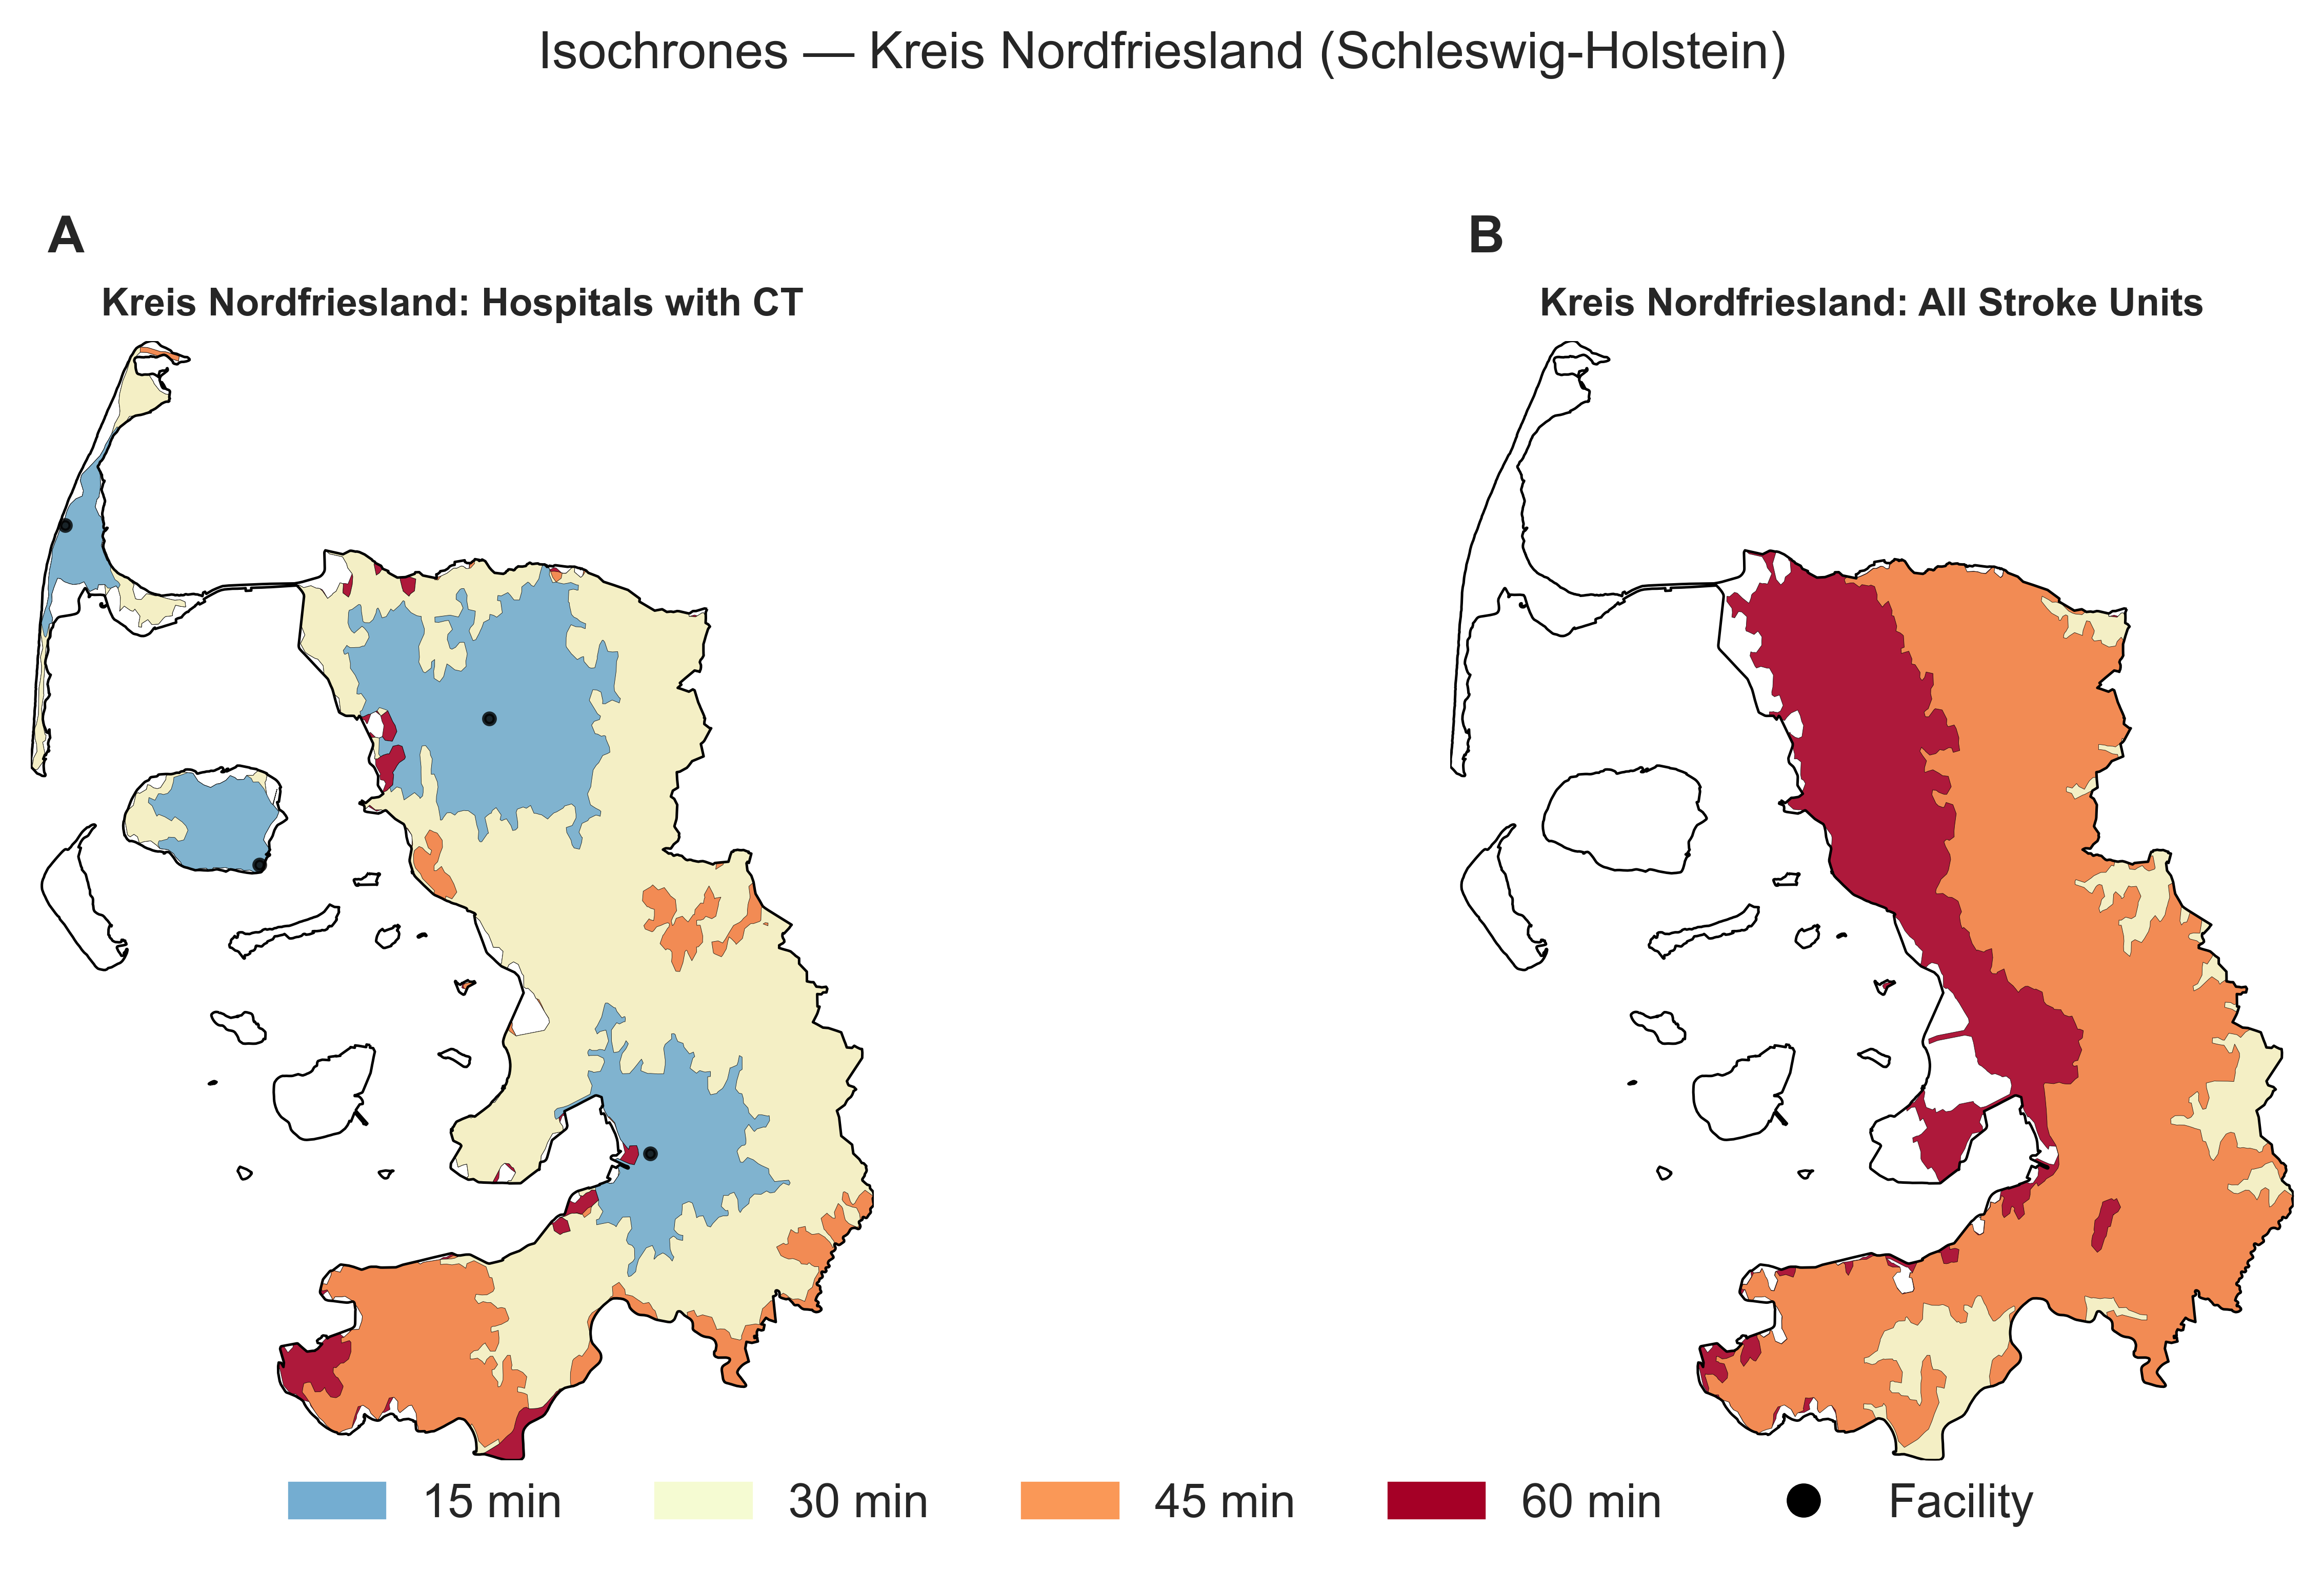 Isochrones — Kreis Nordfriesland (Schleswig-Holstein)
A
Kreis Nordfriesland: Hospitals with CT
B
Kreis Nordfriesland: All Stroke Units
15 min
30 min
45 min
60 min
Facility